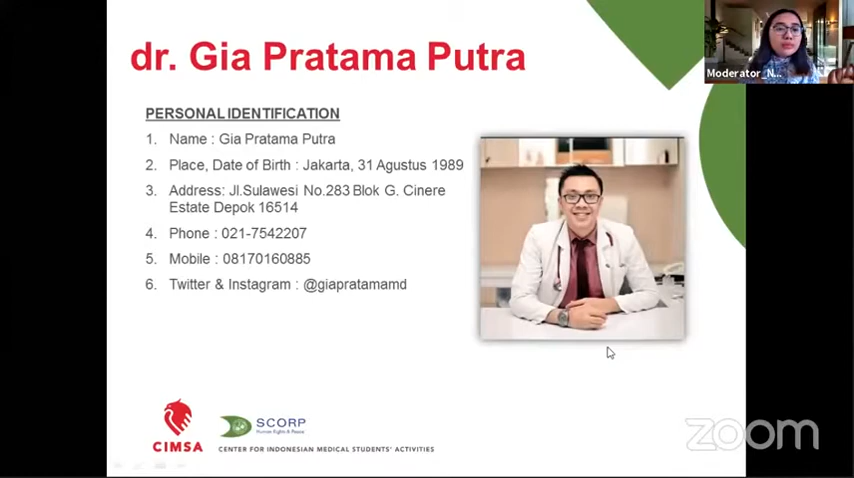 dr. Gia Pratama Putra
Moderator_N...
PERSONAL IDENTIFICATION
1. Name : Gia Pratama Putra
2. Place, Date of Birth : Jakarta, 31 Agustus 1989
3. Address: Jl.Sulawesi No.283 Blok G. Cinere
Estate Depok 16514
4. Phone : 021-7542207
5. Mobile : 08170160885
6. Twitter & Instagram : @giapratamamd
CIMSA
SCORP
Human Rights & Peace
CENTER FOR INDONESIAN MEDICAL STUDENTS' ACTIVITIES
zoom